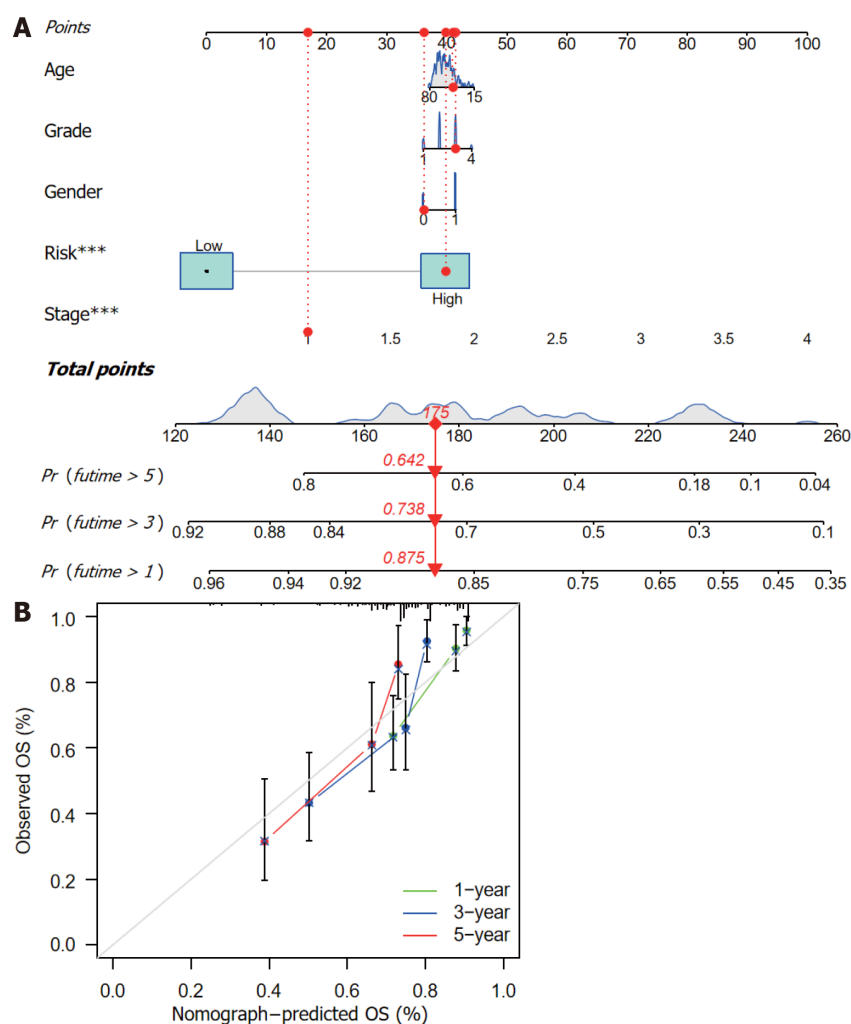 A
Points
0 10 20 30 40 50 60 70 80 90 100
Age
80 15
Grade
1 4
Gender
0 1
Risk***
Low
High
Stage***
1.5 2 2.5 3 3.5 4
Total points
175
120 140 160 180 200 220 240 260
0.642
Pr (futime > 5)
0.8 0.6 0.4 0.18 0.1 0.04
0.738
Pr (futime > 3)
0.92 0.88 0.84 0.7 0.5 0.3 0.1
0.875
Pr (futime > 1)
0.96 0.94 0.92 0.85 0.75 0.65 0.55 0.45 0.35
B
Observed OS (%)
1.0
0.8
0.6
0.4
0.2
0.0
1-year
3-year
5-year
0.0 0.2 0.4 0.6 0.8 1.0
Nomograph-predicted OS (%)